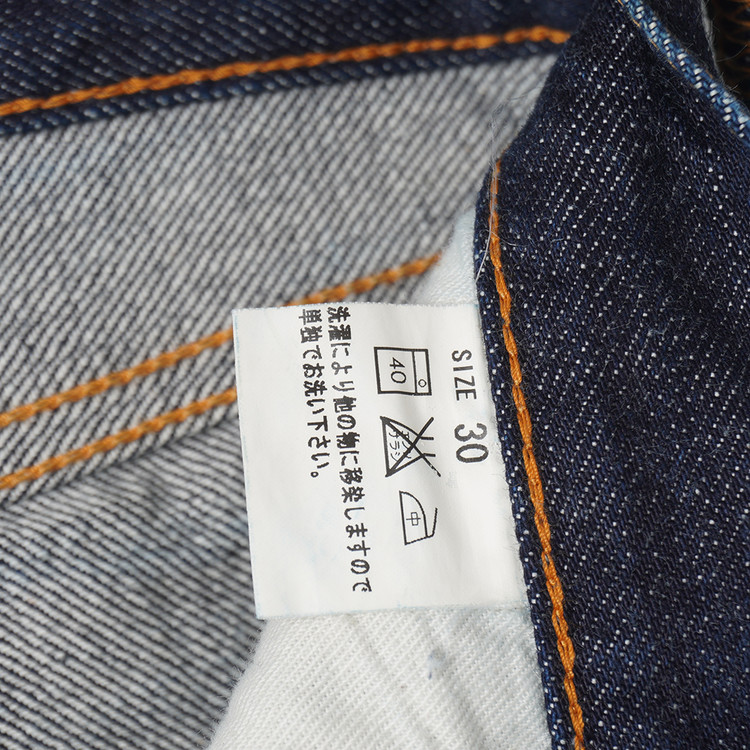 SIZE 30
40
エンソ
サラシ
中
洗濯により他の物に移染しますので
単独でお洗い下さい。